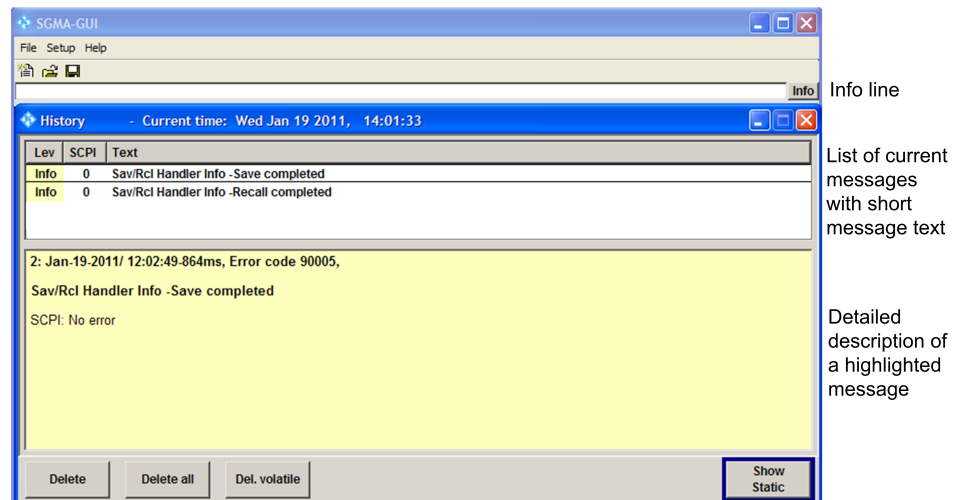 SGMA-GUI
File Setup Help
Info
Info line
History - Current time: Wed Jan 19 2011, 14:01:33
Lev SCPI Text
Info 0 Sav/Rcl Handler Info -Save completed
Info 0 Sav/Rcl Handler Info -Recall completed
List of current
messages
with short
message text
2: Jan-19-2011/ 12:02:49-864ms, Error code 90005,
Sav/Rcl Handler Info -Save completed
SCPI: No error
Detailed
description of
a highlighted
message
Delete Delete all Del. volatile Show
Static